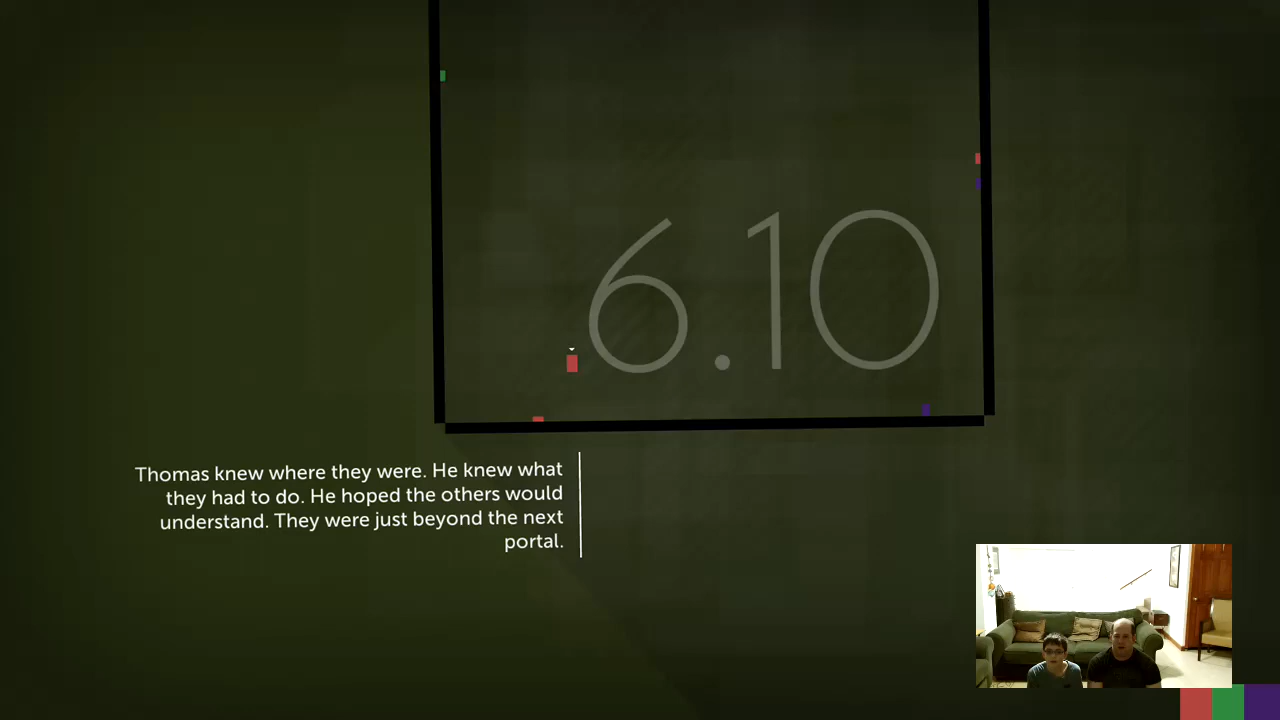 6.10
Thomas knew where they were. He knew what
they had to do. He hoped the others would
understand. They were just beyond the next
portal.